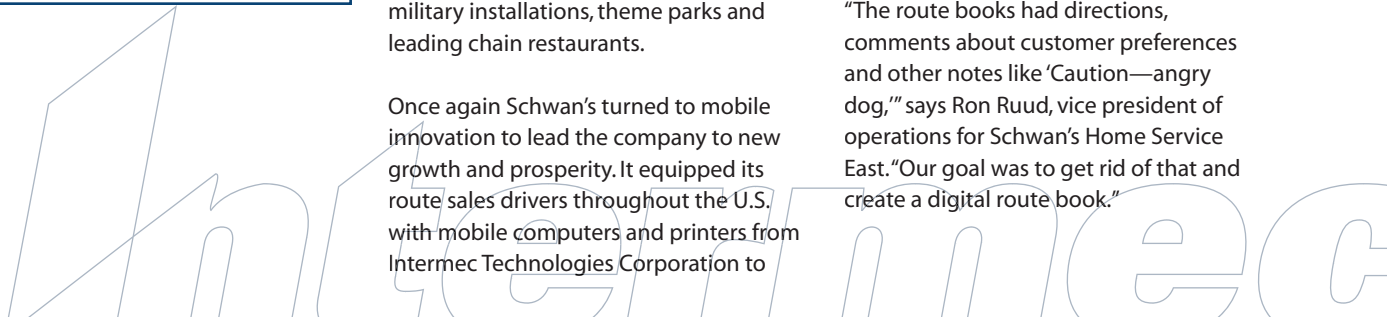 military installations, theme parks and
leading chain restaurants.
Once again Schwan’s turned to mobile
innovation to lead the company to new
growth and prosperity. It equipped its
route sales drivers throughout the U.S.
with mobile computers and printers from
Intermec Technologies Corporation to
“The route books had directions,
comments about customer preferences
and other notes like ‘Caution—angry
dog,’” says Ron Ruud, vice president of
operations for Schwan’s Home Service
East. “Our goal was to get rid of that and
create a digital route book.”
Intermec